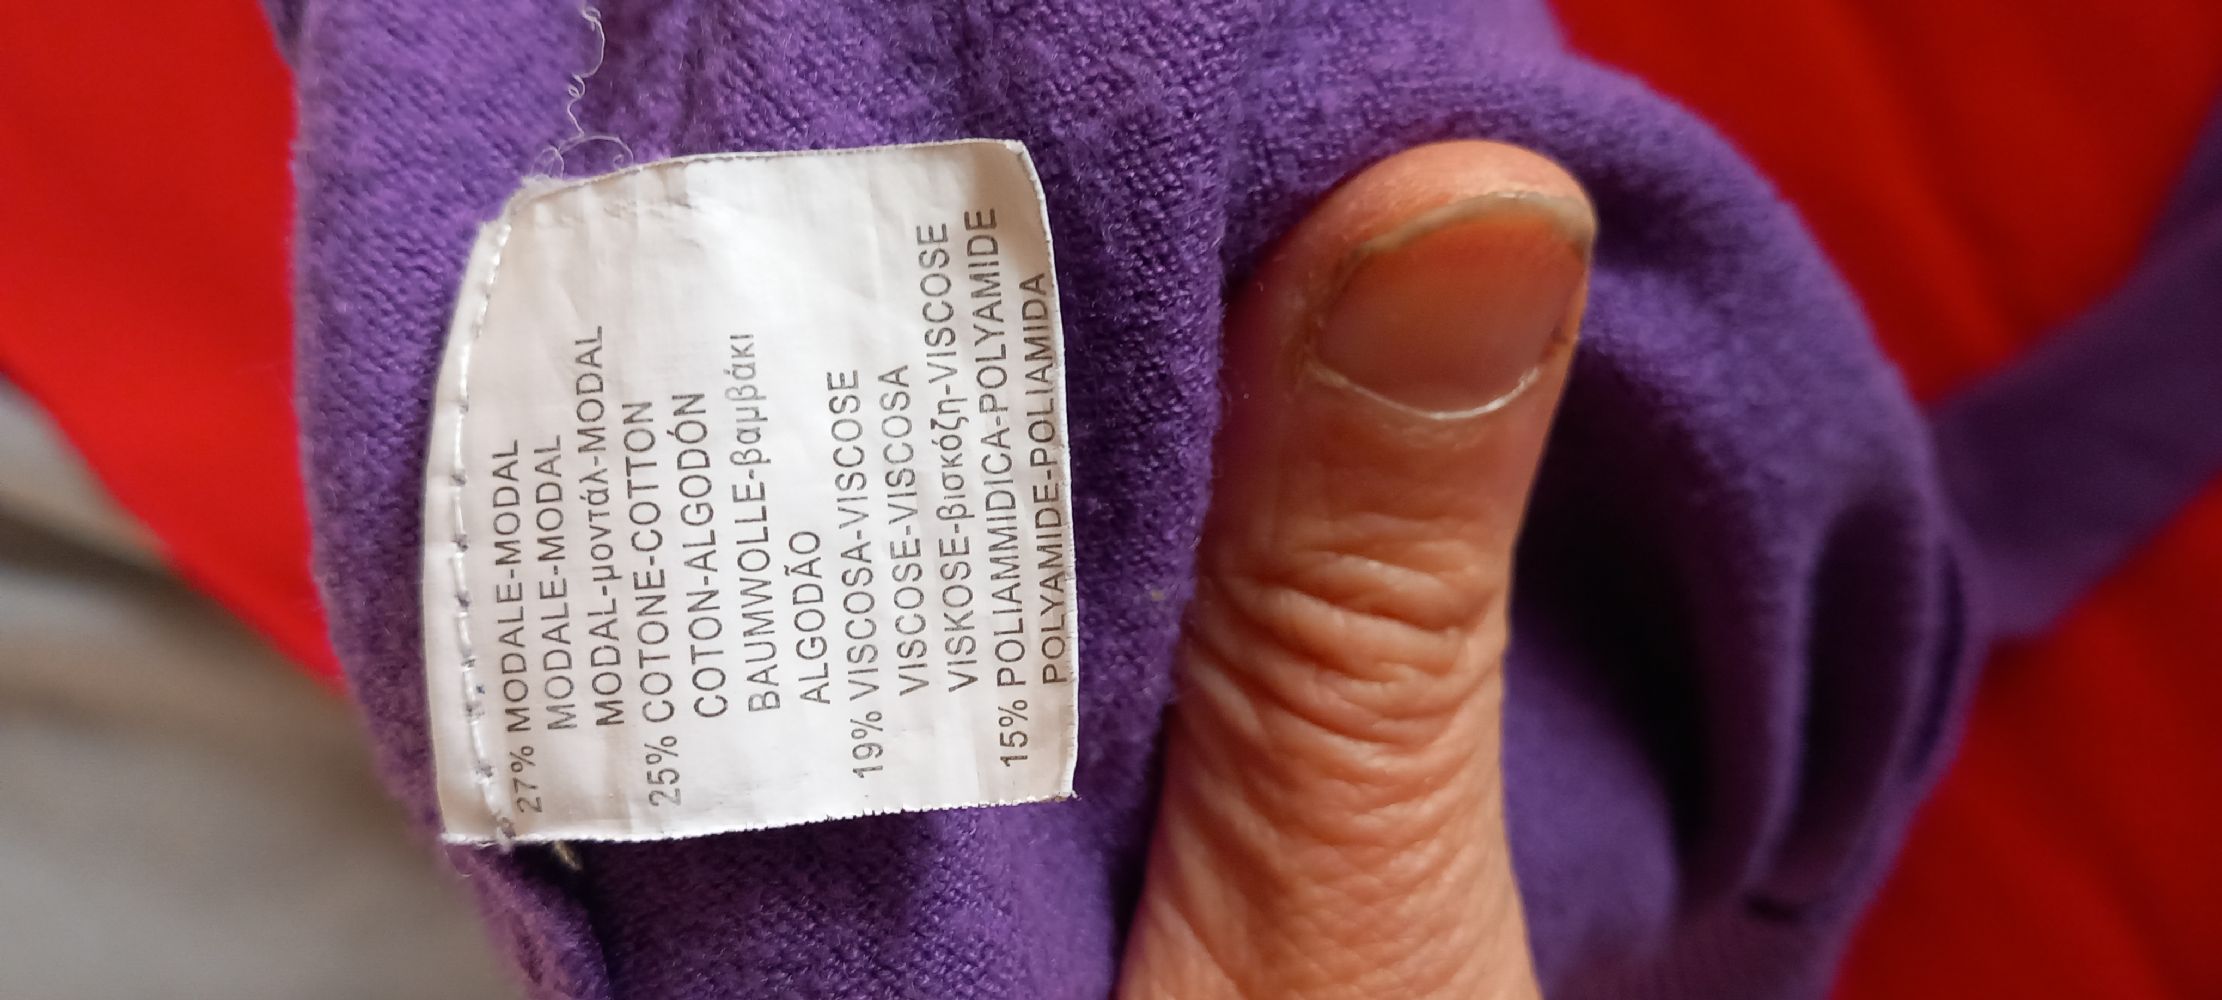 27% MODALE-MODAL
MODALE-MODAL
MODAL-μοντάλ-MODAL
25% COTONE-COTTON
COTON-ALGODÓN
BAUMWOLLE-βαμβάκι
ALGODÃO
19% VISCOSA-VISCOSE
VISCOSE-VISCOSA
VISKOSE-βισκόζη-VISCOSE
15% POLIAMMIDICA-POLYAMIDE
POLYAMIDE-POLIAMIDA